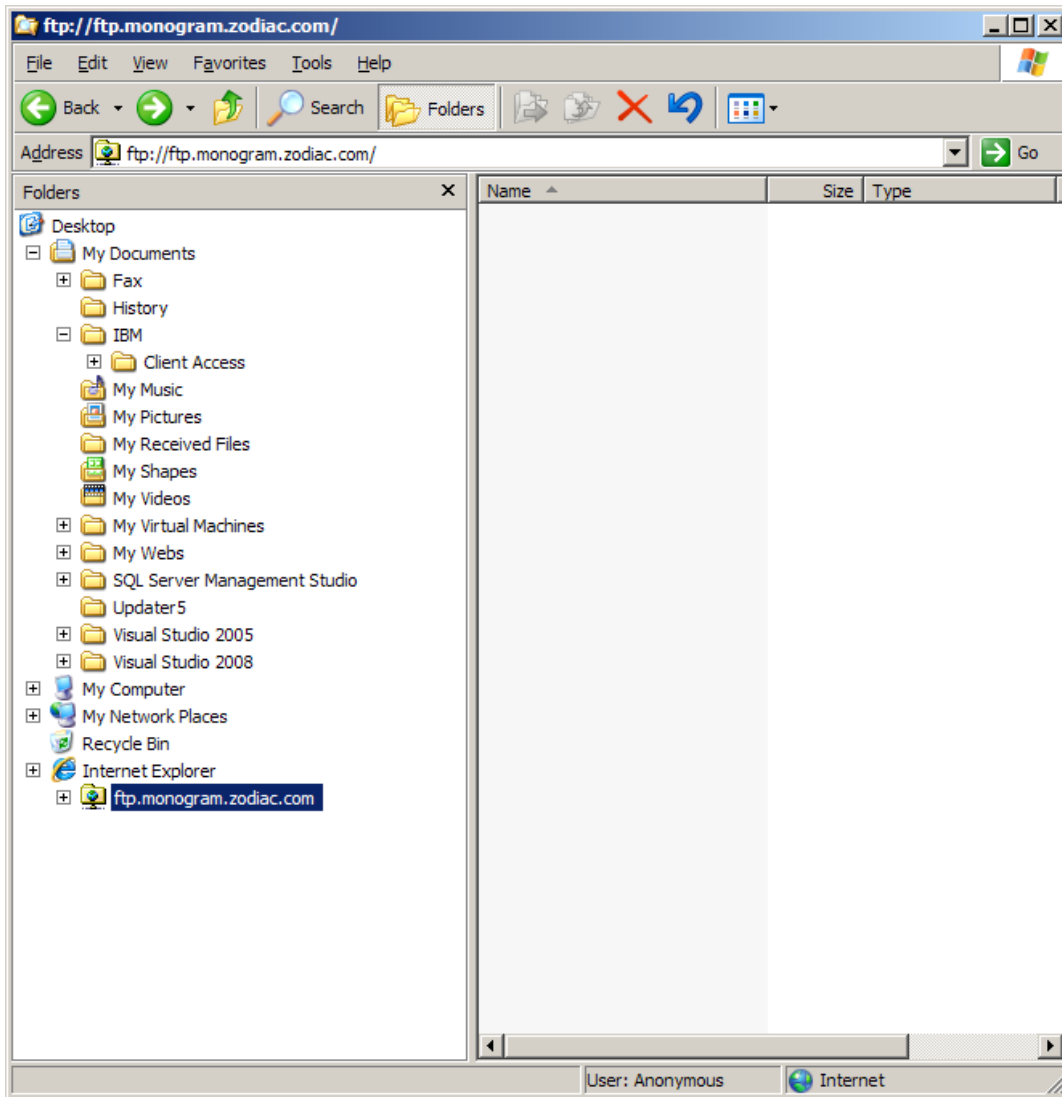 ftp://ftp.monogram.zodiac.com/
File Edit View Favorites Tools Help
Back Search Folders
Address ftp://ftp.monogram.zodiac.com/ Go
Folders Name Size Type
Desktop
My Documents
Fax
History
IBM
Client Access
My Music
My Pictures
My Received Files
My Shapes
My Videos
My Virtual Machines
My Webs
SQL Server Management Studio
Updater5
Visual Studio 2005
Visual Studio 2008
My Computer
My Network Places
Recycle Bin
Internet Explorer
ftp.monogram.zodiac.com
User: Anonymous Internet